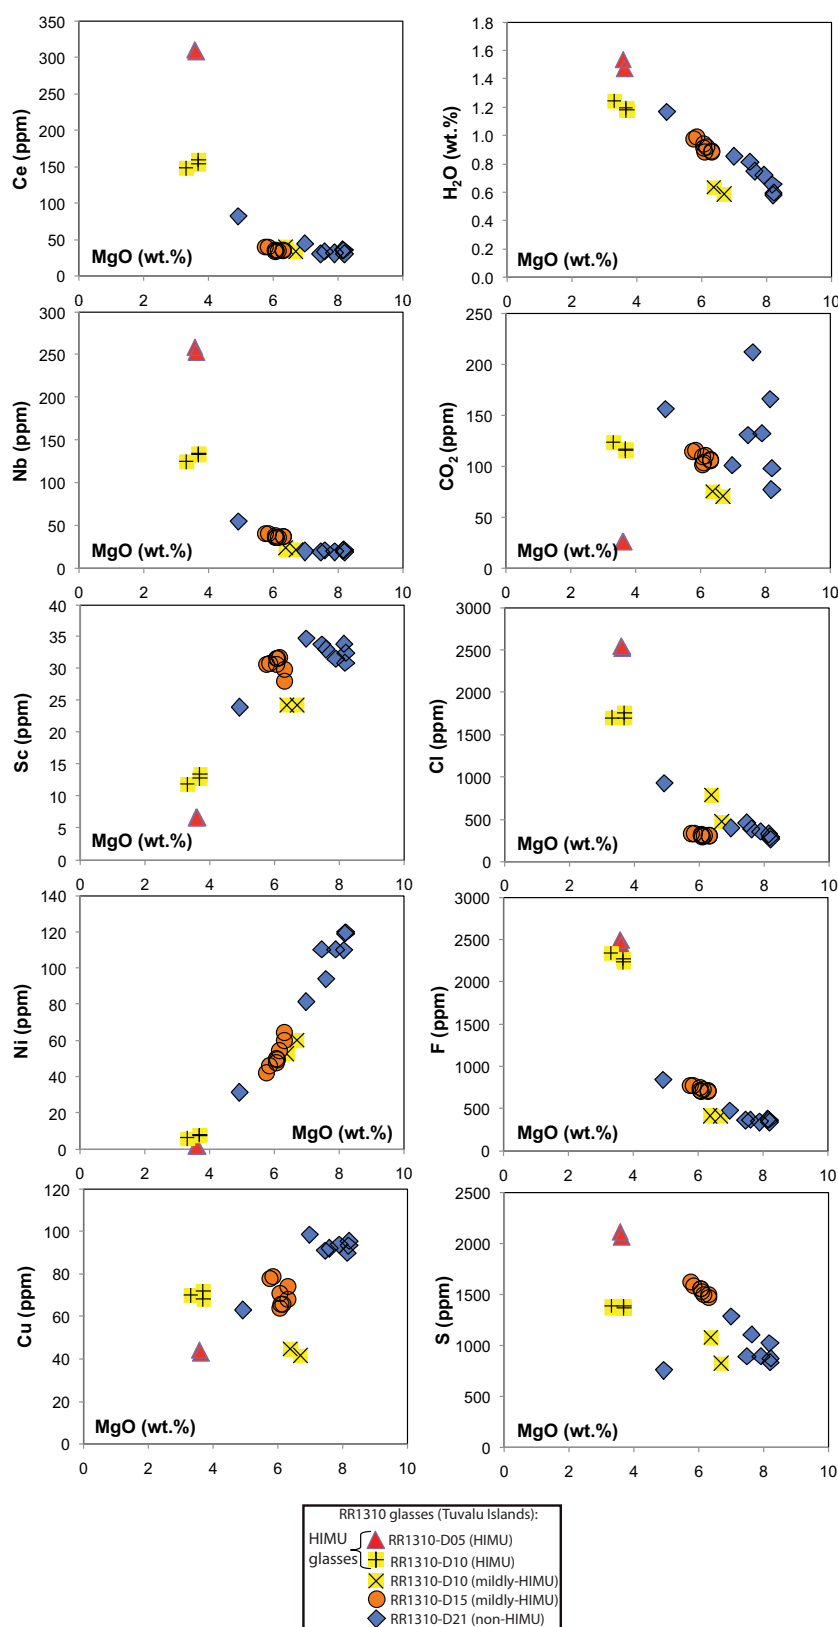 350
300
250
200
150
100
50
0
Ce (ppm)
MgO (wt.%)
0 2 4 6 8 10
1.8
1.6
1.4
1.2
1.0
0.8
0.6
0.4
0.2
0.0
H₂O (wt.%)
0 2 4 6 8 10
300
250
200
150
100
50
0
Nb (ppm)
MgO (wt.%)
0 2 4 6 8 10
250
200
150
100
50
0
CO₂ (ppm)
0 2 4 6 8 10
40
35
30
25
20
15
10
5
0
Sc (ppm)
MgO (wt.%)
0 2 4 6 8 10
3000
2500
2000
1500
1000
500
0
Cl (ppm)
0 2 4 6 8 10
140
120
100
80
60
40
20
0
Ni (ppm)
MgO (wt.%)
0 2 4 6 8 10
3000
2500
2000
1500
1000
500
0
F (ppm)
0 2 4 6 8 10
120
100
80
60
40
20
0
Cu (ppm)
MgO (wt.%)
0 2 4 6 8 10
2500
2000
1500
1000
500
0
S (ppm)
MgO (wt.%)
0 2 4 6 8 10
RR1310 glasses (Tuvalu Islands):
HIMU glasses
RR1310-D05 (HIMU)
RR1310-D10 (HIMU)
RR1310-D10 (mildly-HIMU)
RR1310-D15 (mildly-HIMU)
RR1310-D21 (non-HIMU)